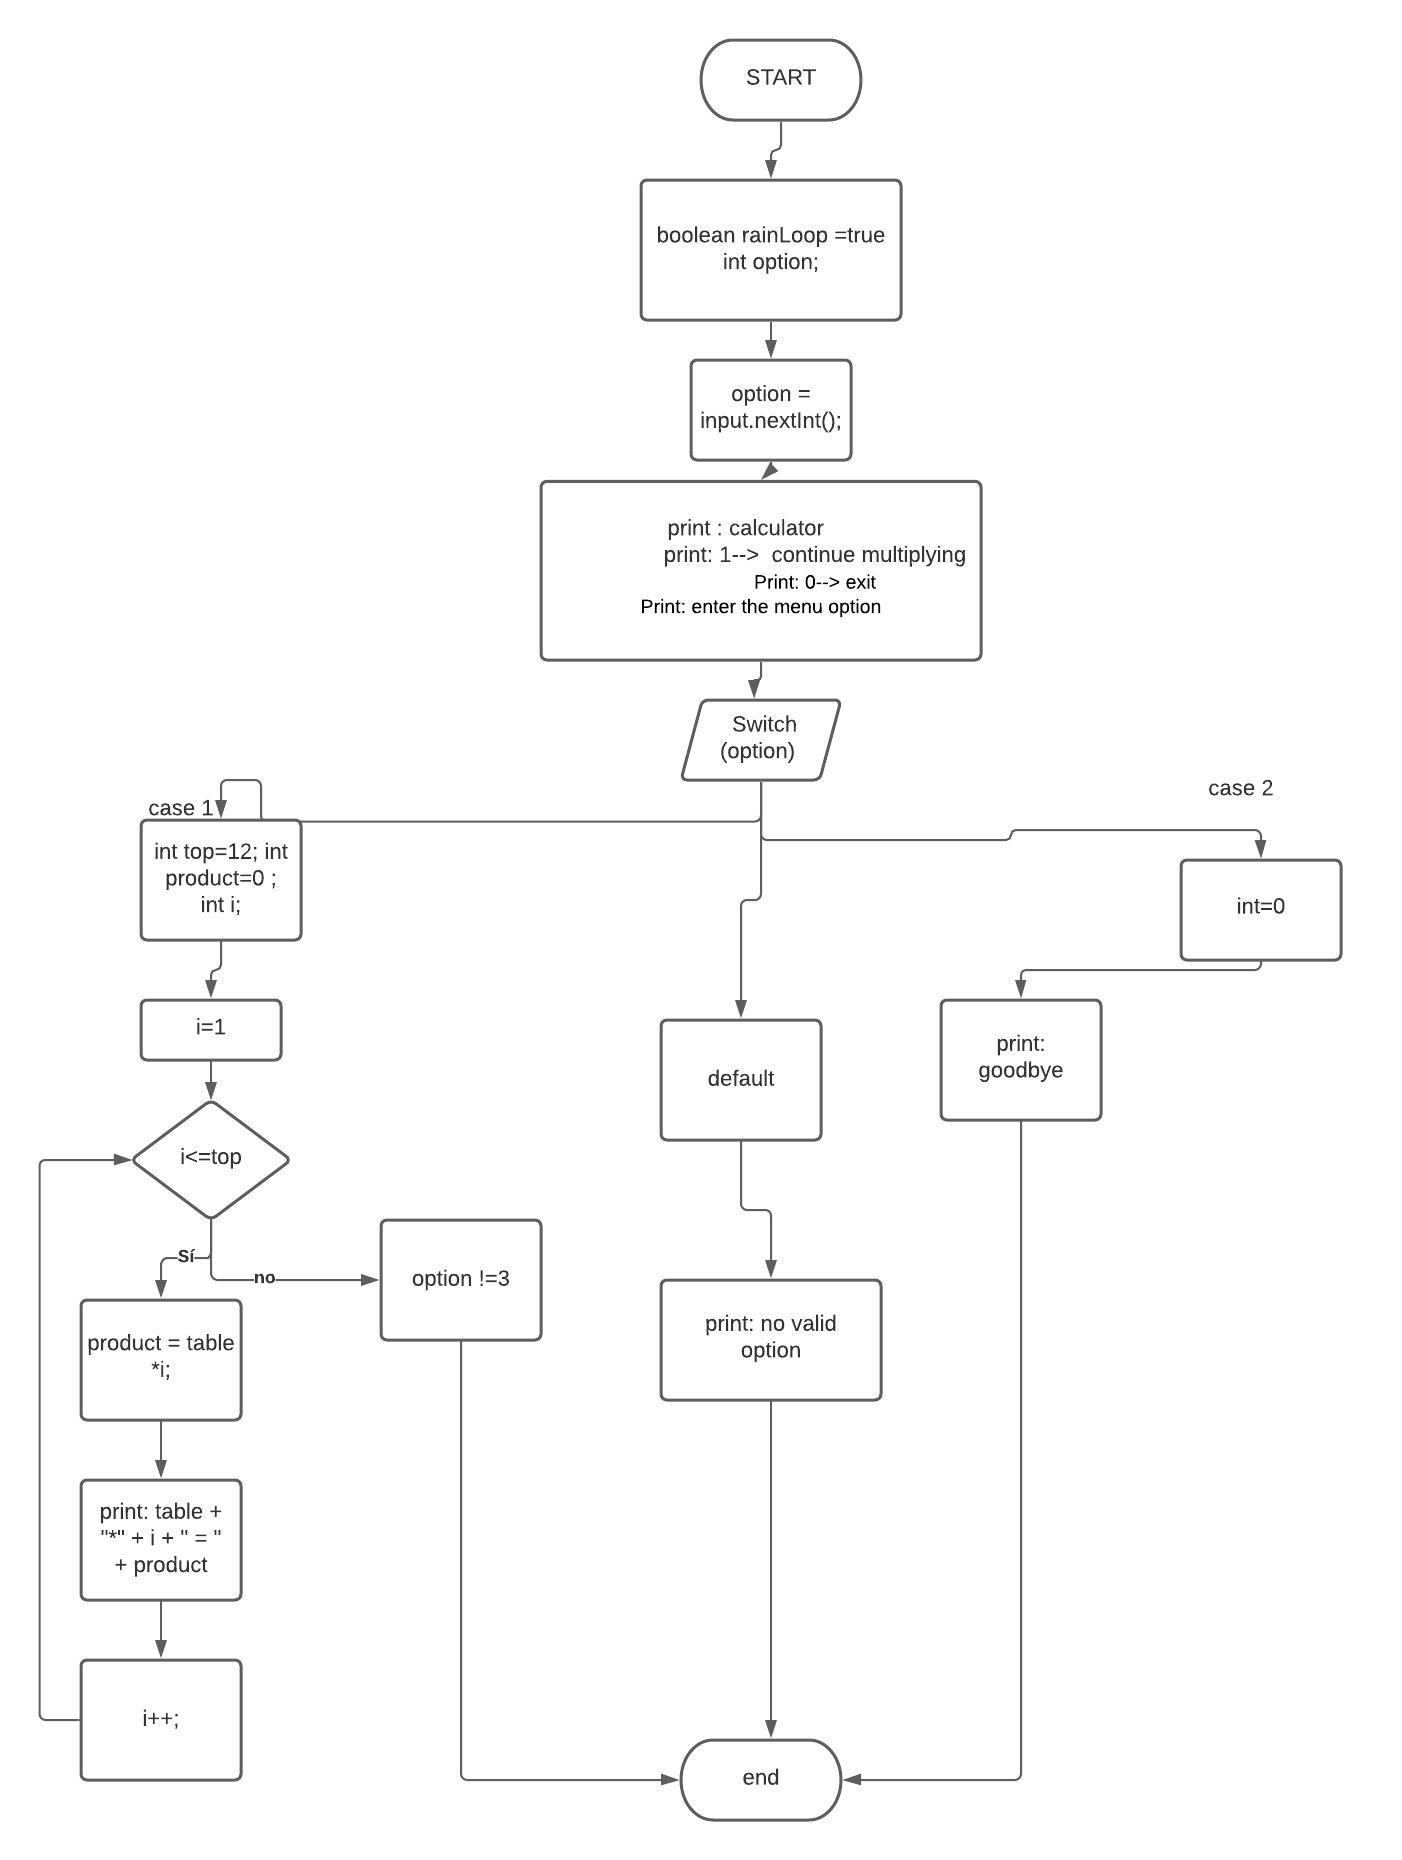 START
boolean rainLoop =true
int option;
option =
input.nextInt();
print : calculator
print: 1--> continue multiplying
Print: 0--> exit
Print: enter the menu option
Switch
(option)
case 1
case 2
int top=12; int
product=0 ;
int i;
int=0
i=1
print:
goodbye
default
i<=top
Sí
no
option !=3
product = table
*i;
print: no valid
option
print: table +
"*" + i + " = "
+ product
i++;
end